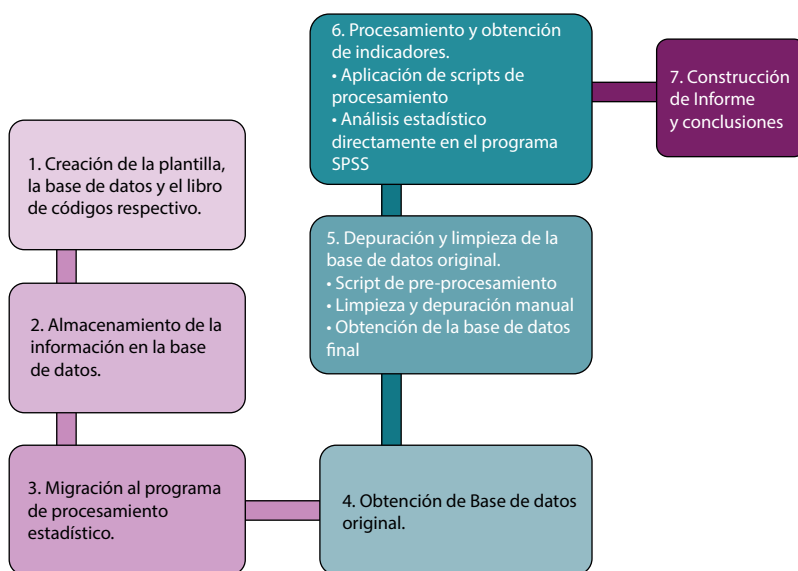 1. Creación de la plantilla,
la base de datos y el libro
de códigos respectivo.
2. Almacenamiento de la
información en la base
de datos.
3. Migración al programa
de procesamiento
estadístico.
4. Obtención de Base de datos
original.
5. Depuración y limpieza de la
base de datos original.
• Script de pre-procesamiento
• Limpieza y depuración manual
• Obtención de la base de datos
final
6. Procesamiento y obtención
de indicadores.
• Aplicación de scripts de
procesamiento
• Análisis estadístico
directamente en el programa
SPSS
7. Construcción
de Informe
y conclusiones